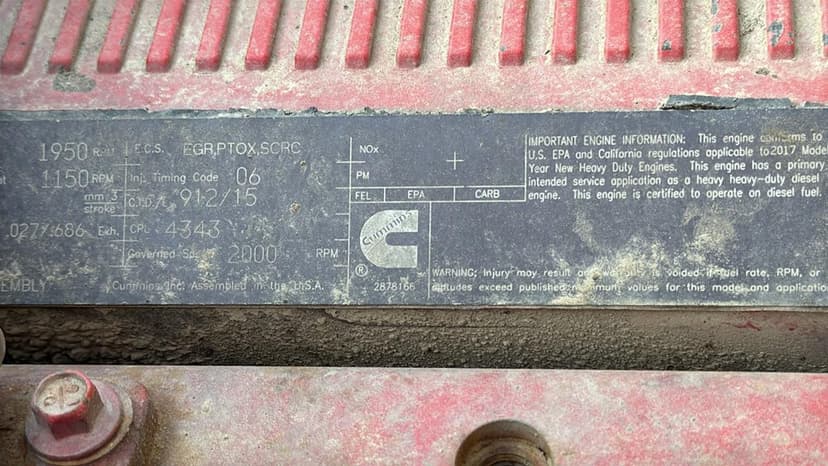 1950 RPM E.C.S. EGR,PTOX,SCRC
1150 RPM Inj. Timing Code 06
mm 3
stroke
C.I.D./L 912/15
Exh. CPL 4343
Governed 2000 RPM
Cummins Inc. Assembled in the U.S.A.
NOx
PM
FEL EPA CARB
Cummins
®
2878166
IMPORTANT ENGINE INFORMATION: This engine conforms to
U.S. EPA and California regulations applicable to 2017 Model
Year New Heavy Duty Engines. This engine has a primary
intended service application as a heavy heavy-duty diesel
engine. This engine is certified to operate on diesel fuel.
WARNING: Injury may result and warranty is voided if fuel rate, RPM, or
altitudes exceed published maximum values for this model and